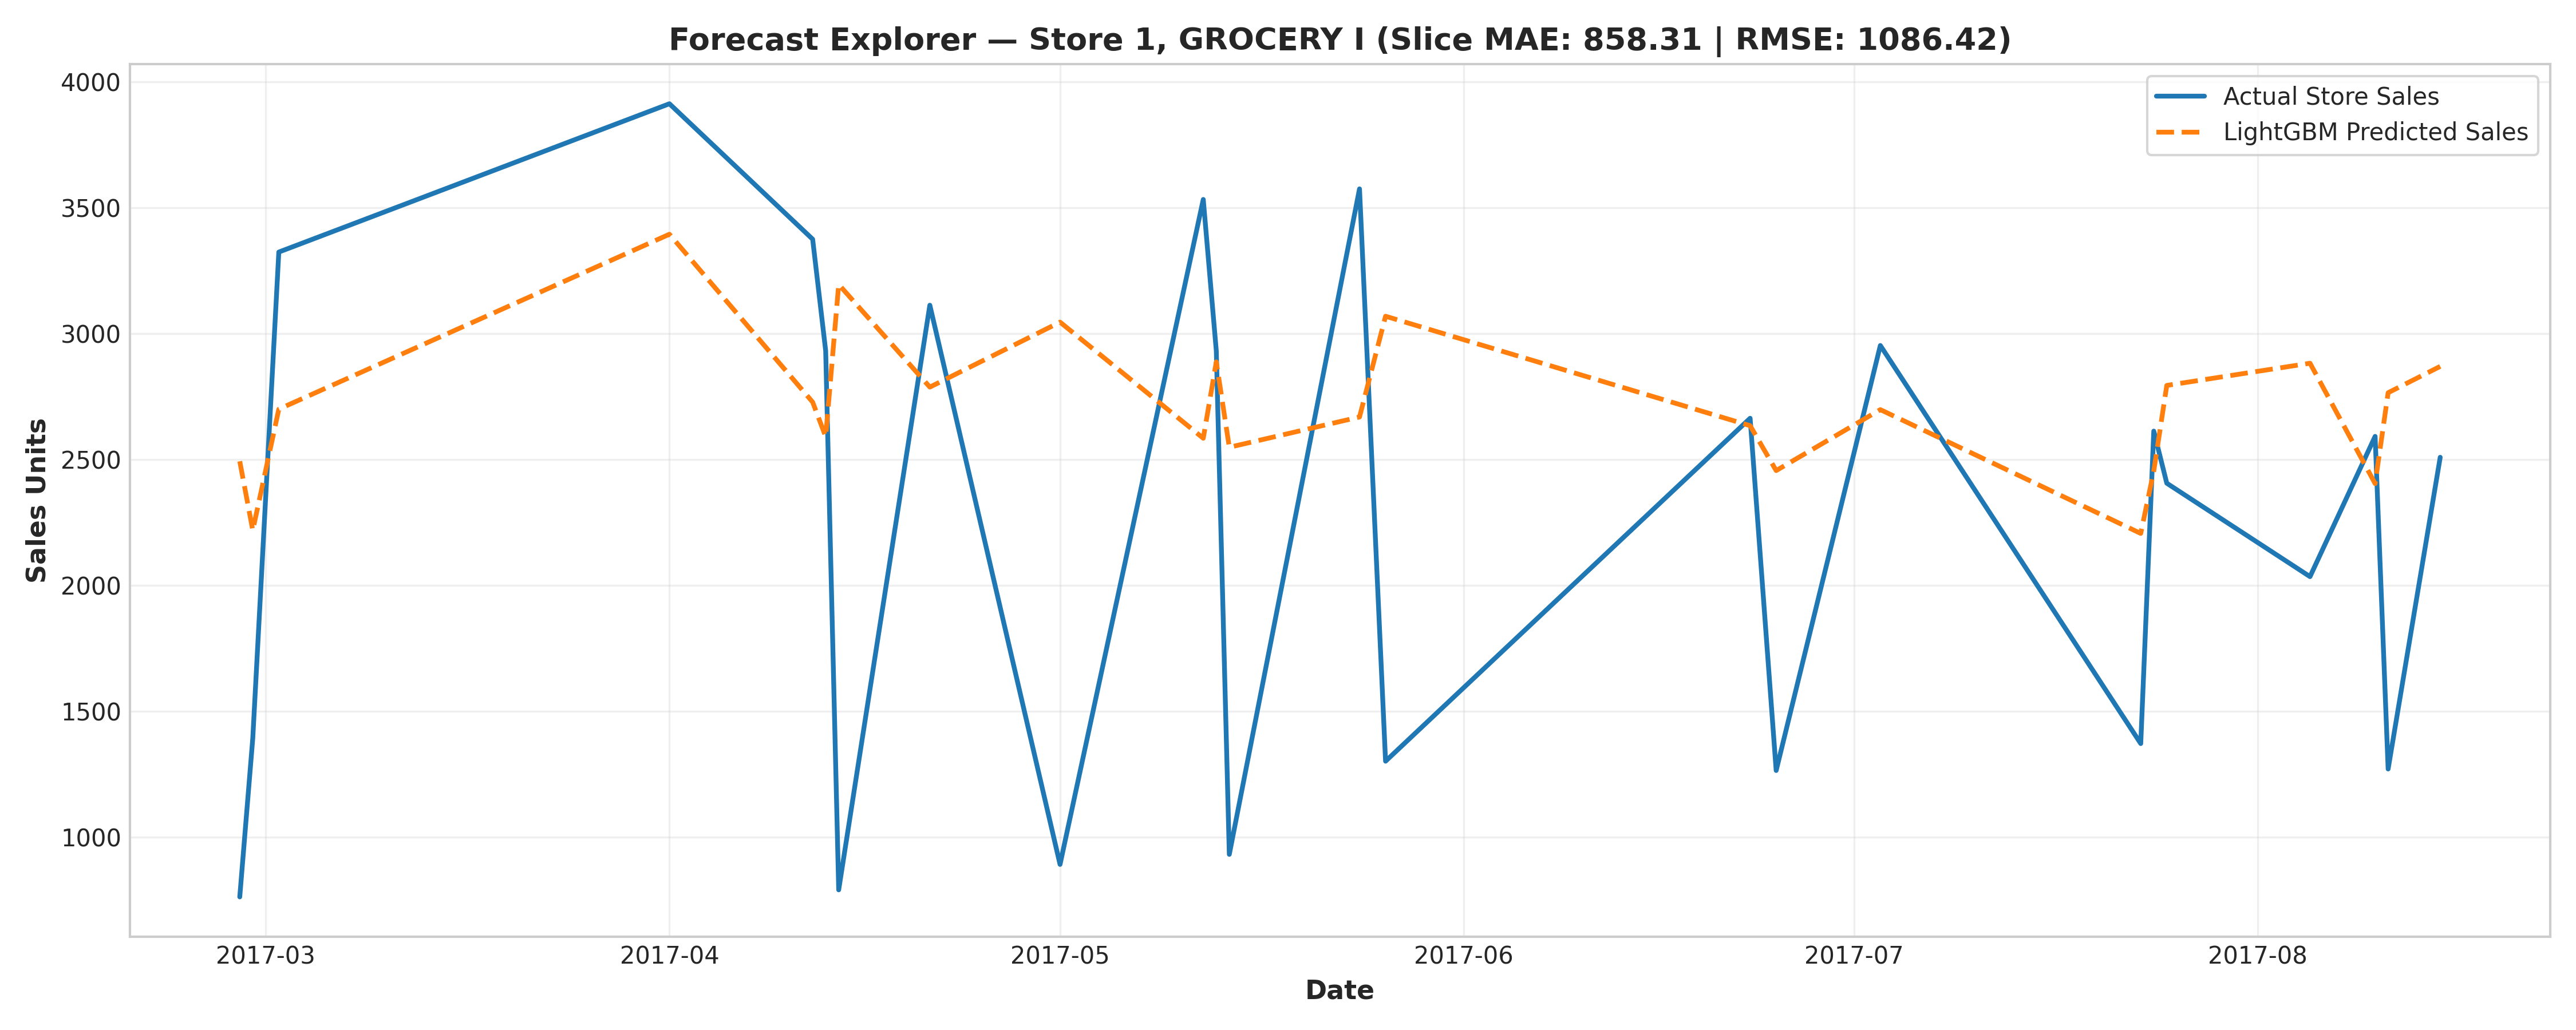 Forecast Explorer — Store 1, GROCERY I (Slice MAE: 858.31 | RMSE: 1086.42)
Actual Store Sales
LightGBM Predicted Sales
Sales Units
4000
3500
3000
2500
2000
1500
1000
2017-03
2017-04
2017-05
2017-06
2017-07
2017-08
Date